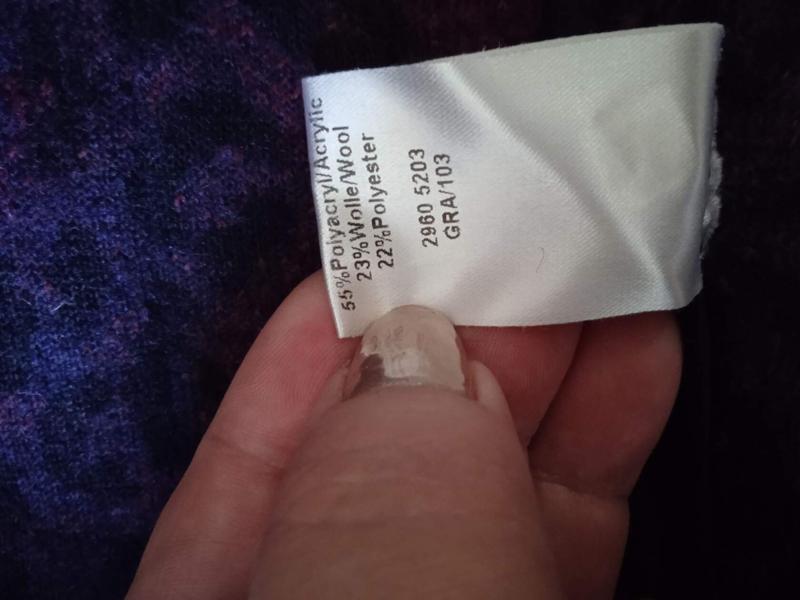 55%Polyacryl/Acrylic
23%Wolle/Wool
22%Polyester
2960 5203
GRA/103